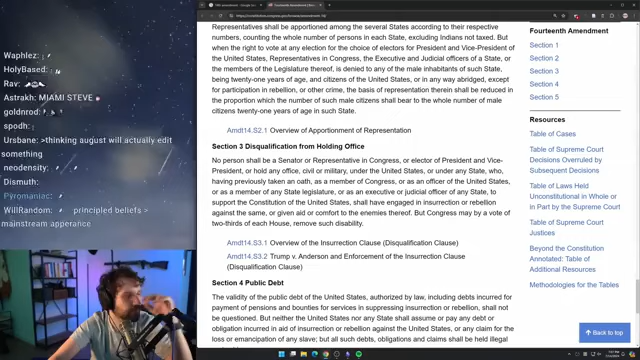 Representatives shall be apportioned among the several States according to their respective
numbers, counting the whole number of persons in each State, excluding Indians not taxed. But
when the right to vote at any election for the choice of electors for President and Vice-President of
the United States, Representatives in Congress, the Executive and Judicial officers of a State, or
the members of the Legislature thereof, is denied to any of the male inhabitants of such State,
being twenty-one years of age, and citizens of the United States, or in any way abridged, except
for participation in rebellion, or other crime, the basis of representation therein shall be reduced in
the proportion which the number of such male citizens shall bear to the whole number of male
citizens twenty-one years of age in such State.
Amdt14.S2.1 Overview of Apportionment of Representation
Section 3 Disqualification from Holding Office
No person shall be a Senator or Representative in Congress, or elector of President and Vice-
President, or hold any office, civil or military, under the United States, or under any State, who,
having previously taken an oath, as a member of Congress, or as an officer of the United States,
or as a member of any State legislature, or as an executive or judicial officer of any State, to
support the Constitution of the United States, shall have engaged in insurrection or rebellion
against the same, or given aid or comfort to the enemies thereof. But Congress may by a vote of
two-thirds of each House, remove such disability.
Amdt14.S3.1 Overview of the Insurrection Clause (Disqualification Clause)
Amdt14.S3.2 Trump v. Anderson and Enforcement of the Insurrection Clause
(Disqualification Clause)
Section 4 Public Debt
The validity of the public debt of the United States, authorized by law, including debts incurred for
payment of pensions and bounties for services in suppressing insurrection or rebellion, shall
not be questioned. But neither the United States nor any State shall assume or pay any debt or
obligation incurred in aid of insurrection or rebellion against the United States, or any claim for the
loss or emancipation of any slave; but all such debts, obligations and claims shall be held illegal
Fourteenth Amendment
Section 1
Section 2
Section 3
Section 4
Section 5
Resources
Table of Cases
Table of Supreme Court
Decisions Overruled by
Subsequent Decisions
Table of Laws Held
Unconstitutional in Whole or
in Part by the Supreme Court
Table of Supreme Court
Justices
Beyond the Constitution
Annotated: Table of
Additional Resources
Methodologies for the Tables
Back to top
Waphlez:
HolyBased:
Rav:
Astrakh: MIAMI STEVE
goldnrod:
spodh:
Ursbane: >thinking august will actually edit
something
neodensity:
Dismuth:
Pyromaniac:
WillRandom: principled beliefs >
mainstream apperance